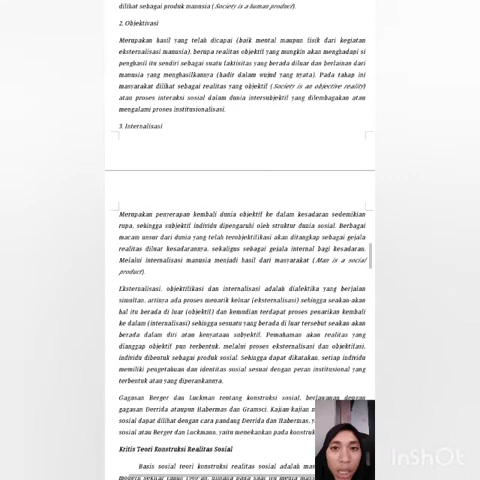 dilihat sebagai produk manusia (Society is a human product).
2. Objektivasi
Merupakan hasil yang telah dicapai (baik mental maupun fisik dari kegiatan
eksternalisasi manusia), berupa realitas objektif yang mungkin akan menghadapi si
penghasil itu sendiri sebagai suatu faktisitas yang berada diluar dan berlainan dari
manusia yang menghasilkannya (hadir dalam wujud yang nyata). Pada tahap ini
masyarakat dilihat sebagai realitas yang objektif (Society is an objective reality)
atau proses interaksi sosial dalam dunia intersubjektif yang dilembagakan atau
mengalami proses institusionalisasi.
3. Internalisasi
Merupakan penyerapan kembali dunia objektif ke dalam kesadaran sedemikian
rupa, sehingga subjektif individu dipengaruhi oleh struktur dunia sosial. Berbagai
macam unsur dari dunia yang telah terobjektifikasi akan ditangkap sebagai gejala
realitas diluar kesadarannya, sekaligus sebagai gejala internal bagi kesadaran.
Melalui internalisasi manusia menjadi hasil dari masyarakat (Man is a social
product).
Eksternalisasi, objektifikasi dan internalisasi adalah dialektika yang berjalan
simultan, artinya ada proses menarik keluar (eksternalisasi) sehingga seakan-akan
hal itu berada di luar (objektif) dan kemudian terdapat proses penarikan kembali
ke dalam (internalisasi) sehingga sesuatu yang berada di luar tersebut seakan akan
berada dalam diri atau kenyataan subyektif. Pemahaman akan realitas yang
dianggap objektif pun terbentuk, melalui proses eksternalisasi dan objektifasi,
individu dibentuk sebagai produk sosial. Sehingga dapat dikatakan, setiap individu
memiliki pengetahuan dan identitas sosial sesuai dengan peran institusional yang
terbentuk atau yang diperankannya.
Gagasan Berger dan Luckman tentang konstruksi sosial, berlawanan dengan
gagasan Derrida ataupun Habermas dan Gramsci. Kajian-kajian
sosial dapat dilihat dari cara pandang Derrida dan Habermas,
sosial atau Berger dan Luckmann, yaitu menekankan pada
Kritis Teori Konstruksi Realitas Sosial
Basis sosial teori konstruksi realitas sosial adalah
modern sekitar tahun dimana pada saat itu media
InShOt